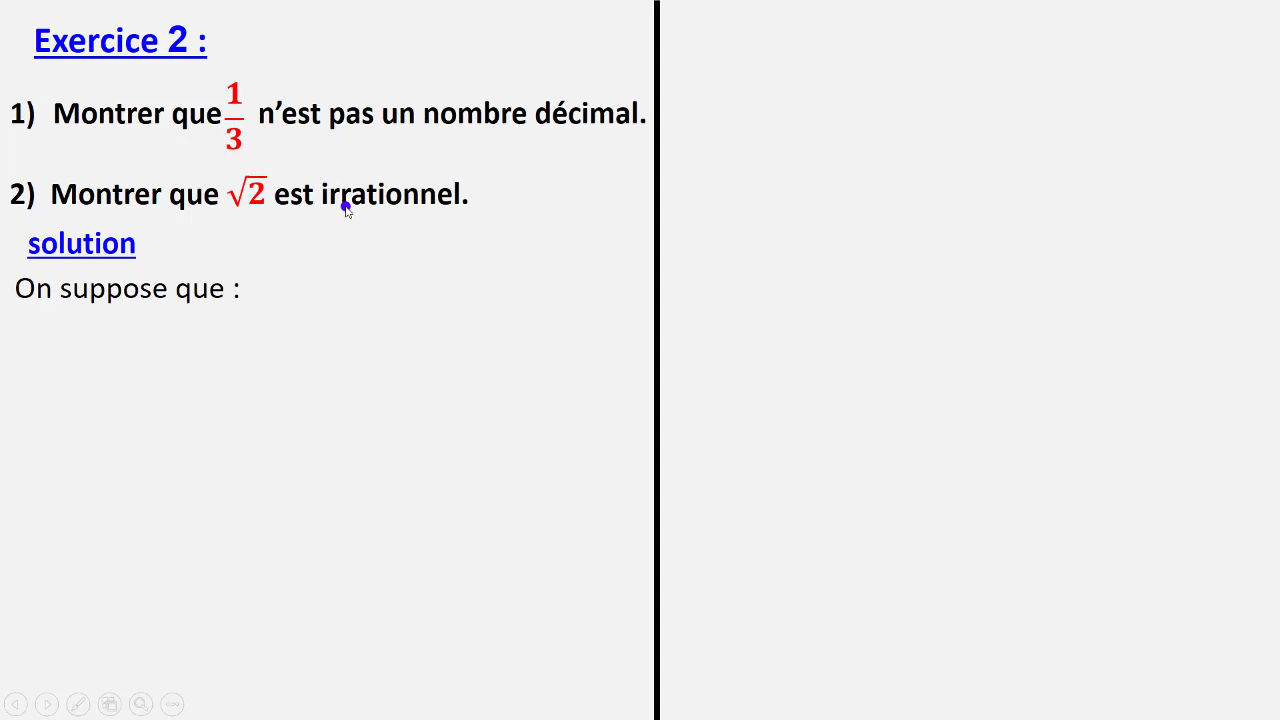 Exercice 2 :
1) Montrer que 1/3 n’est pas un nombre décimal.
2) Montrer que √2 est irrationnel.
solution
On suppose que :